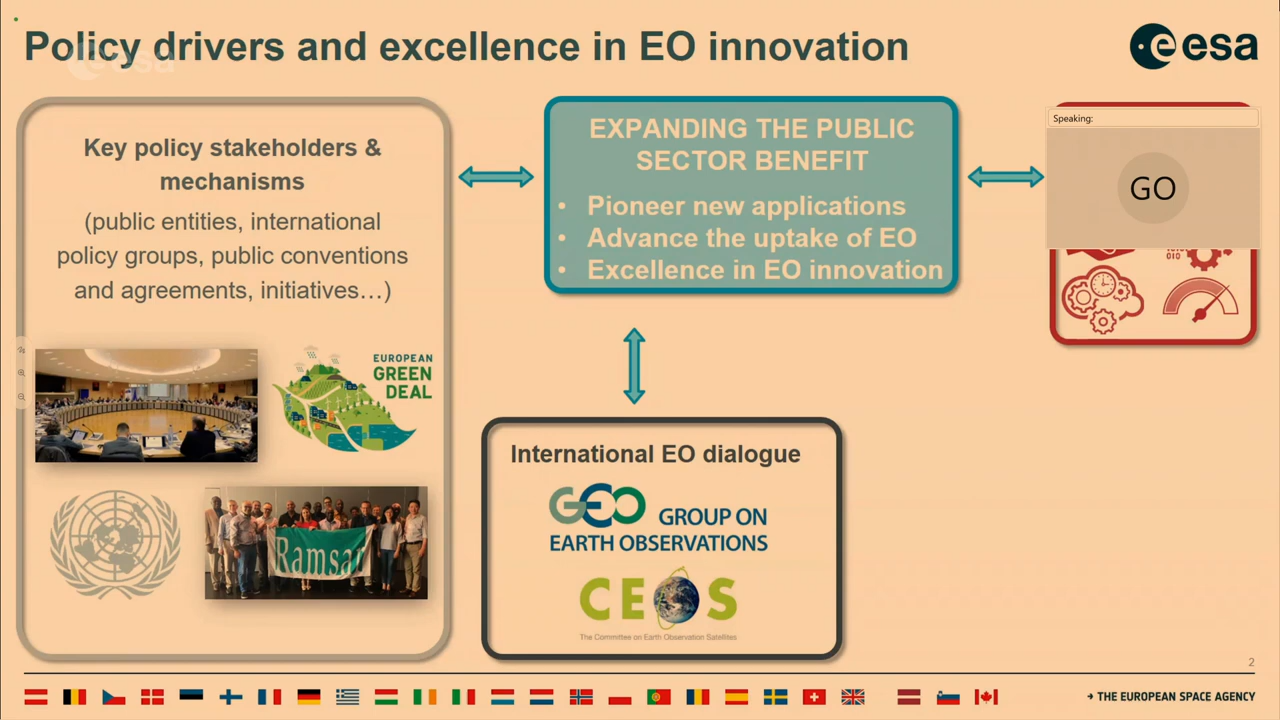 Policy drivers and excellence in EO innovation
esa
esa
Key policy stakeholders &
mechanisms
(public entities, international
policy groups, public conventions
and agreements, initiatives…)
EUROPEAN
GREEN
DEAL
Ramsar
EXPANDING THE PUBLIC
SECTOR BENEFIT
• Pioneer new applications
• Advance the uptake of EO
• Excellence in EO innovation
International EO dialogue
GEO GROUP ON
EARTH OBSERVATIONS
CEOS
The Committee on Earth Observation Satellites
Speaking:
GO
010
2
→ THE EUROPEAN SPACE AGENCY